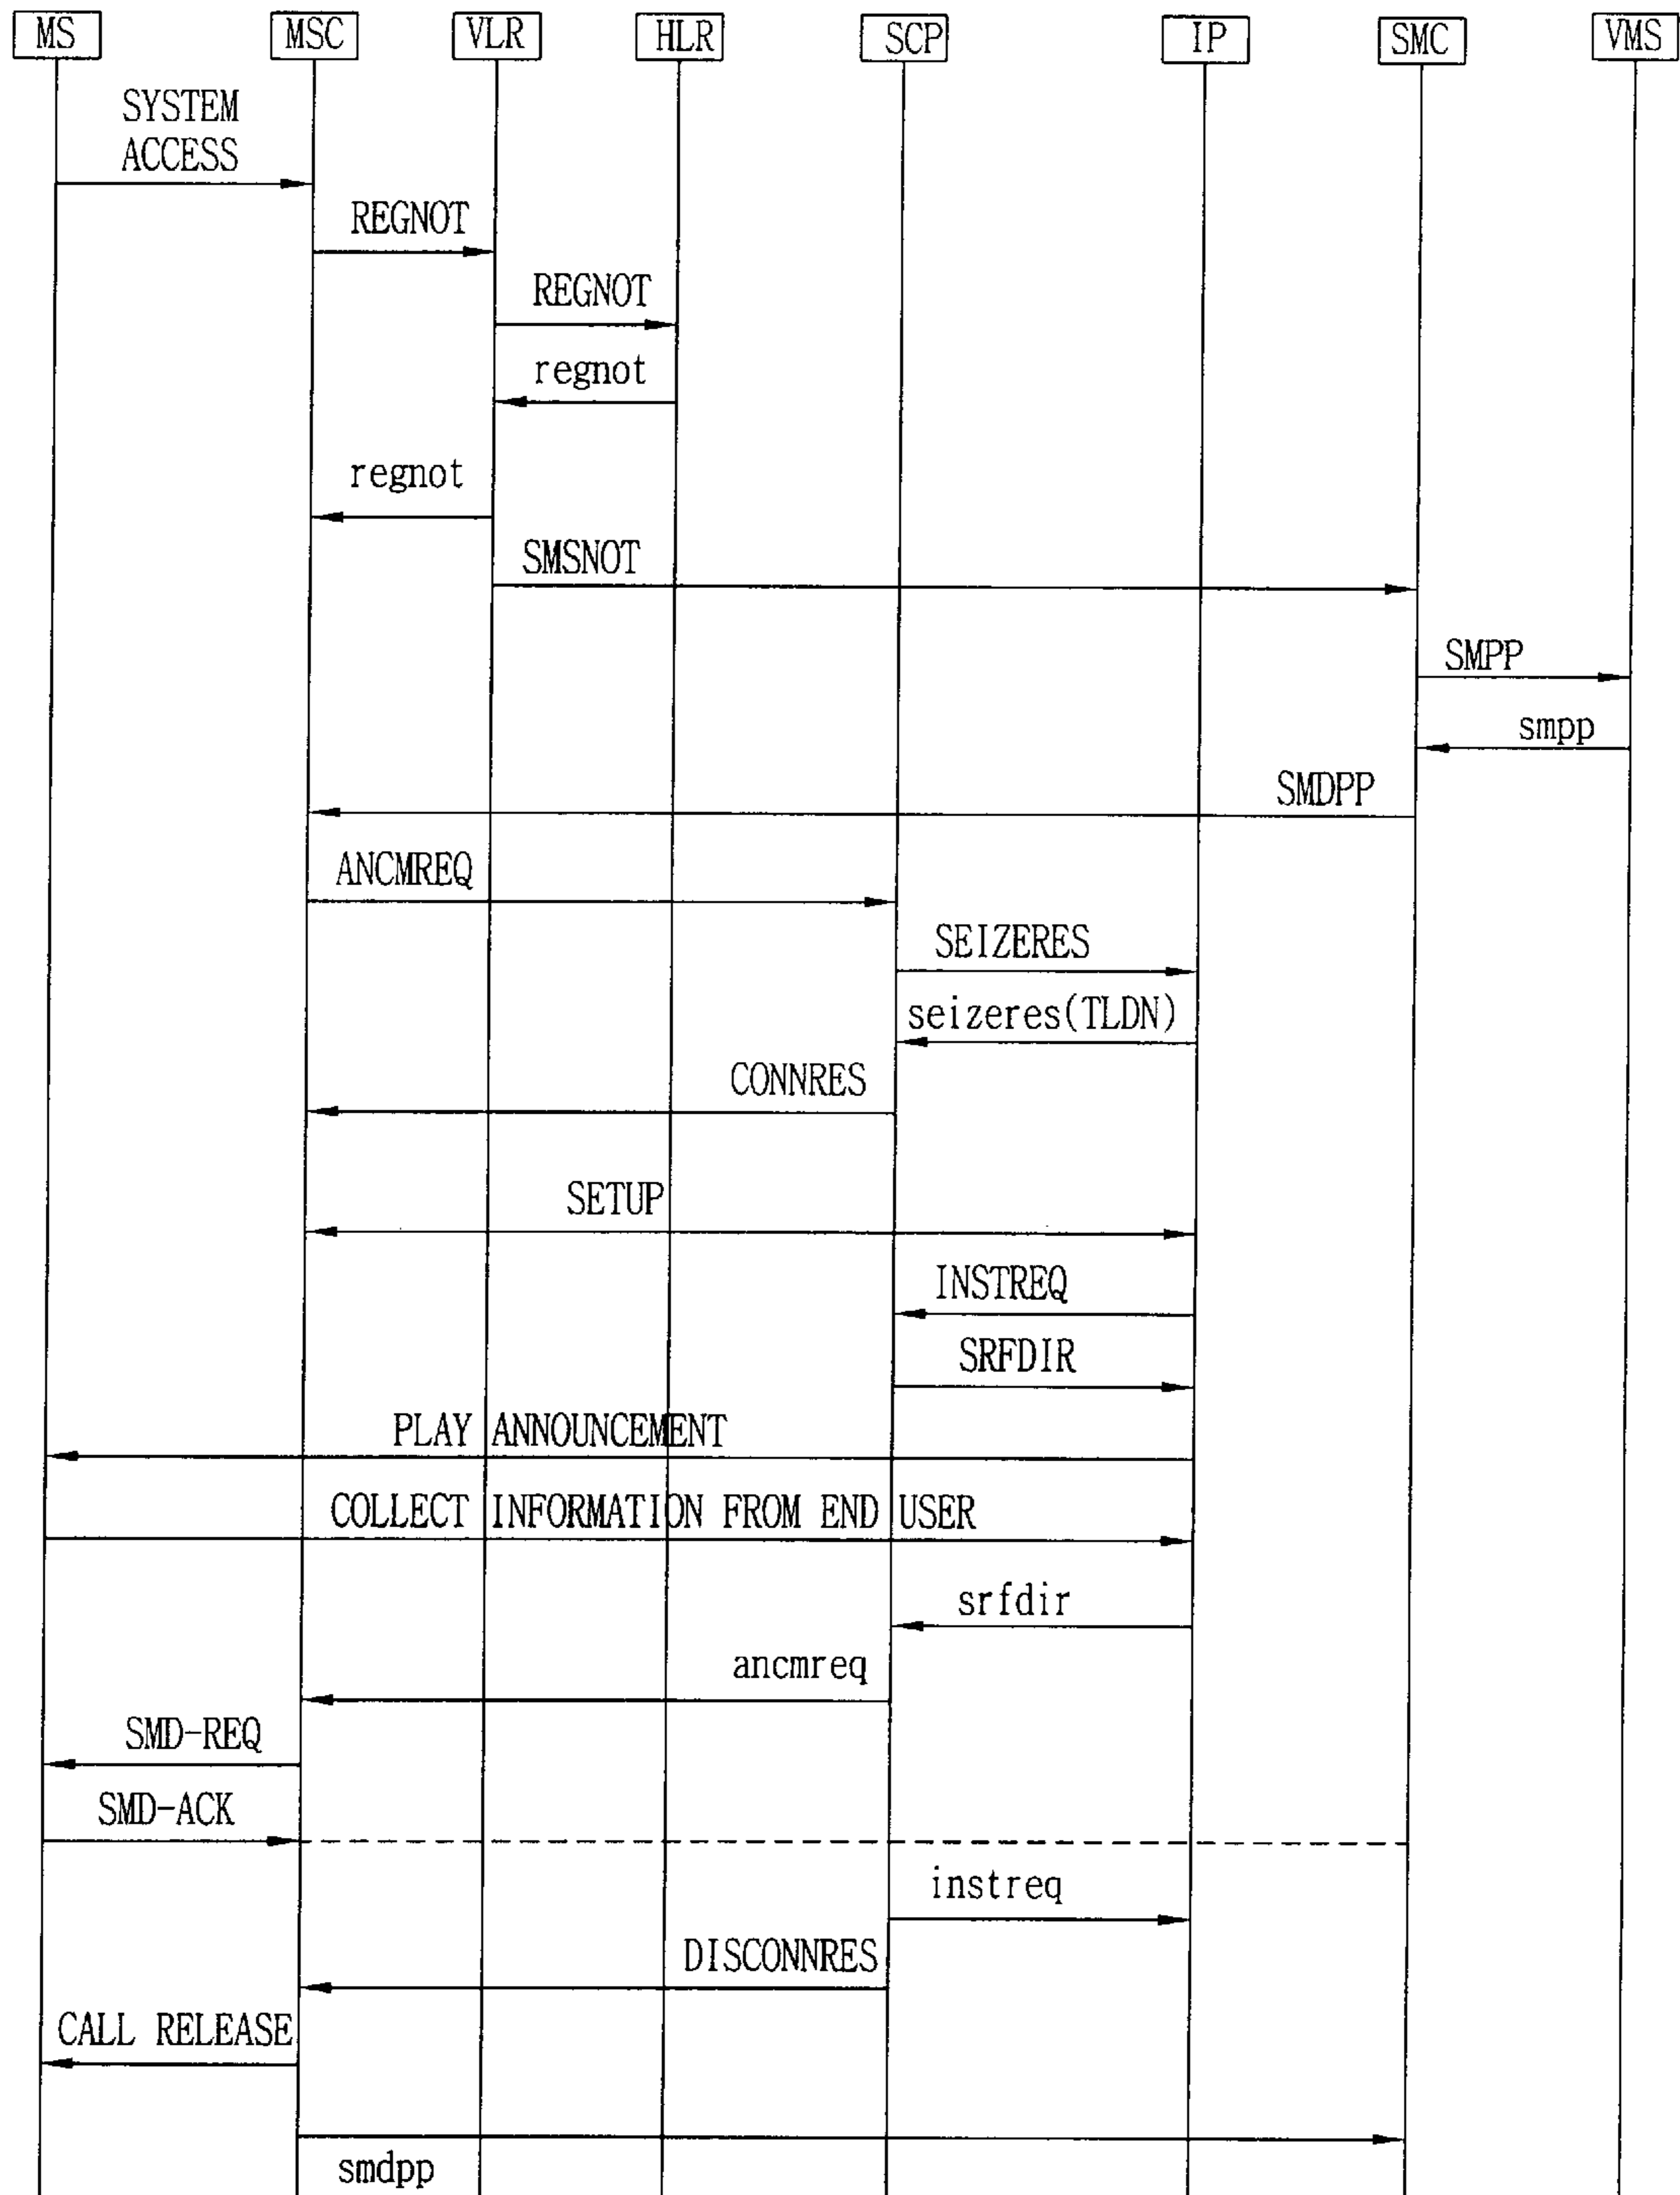 MS MSC VLR HLR SCP IP SMC VMS
SYSTEM
ACCESS
REGNOT
REGNOT
regnot
regnot
SMSNOT
SMPP
smpp
SMDPP
ANCMREQ
SEIZERES
seizeres(TLDN)
CONNRES
SETUP
INSTREQ
SRFDIR
PLAY ANNOUNCEMENT
COLLECT INFORMATION FROM END USER
srfdir
ancmreq
SMD-REQ
SMD-ACK
instreq
DISCONNRES
CALL RELEASE
smdpp